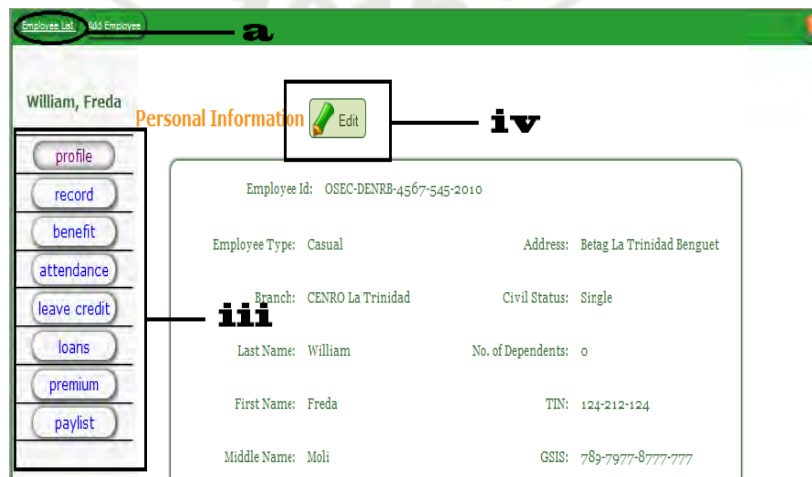 Employee List Add Employee
a
William, Freda
Personal Information Edit
iv
profile
record
benefit
attendance
leave credit
loans
premium
paylist
iii
Employee Id: OSEC-DENRB-4567-545-2010
Employee Type: Casual Address: Betag La Trinidad Benguet
Branch: CENRO La Trinidad Civil Status: Single
Last Name: William No. of Dependents: 0
First Name: Freda TIN: 124-212-124
Middle Name: Moli GSIS: 789-7977-8777-777